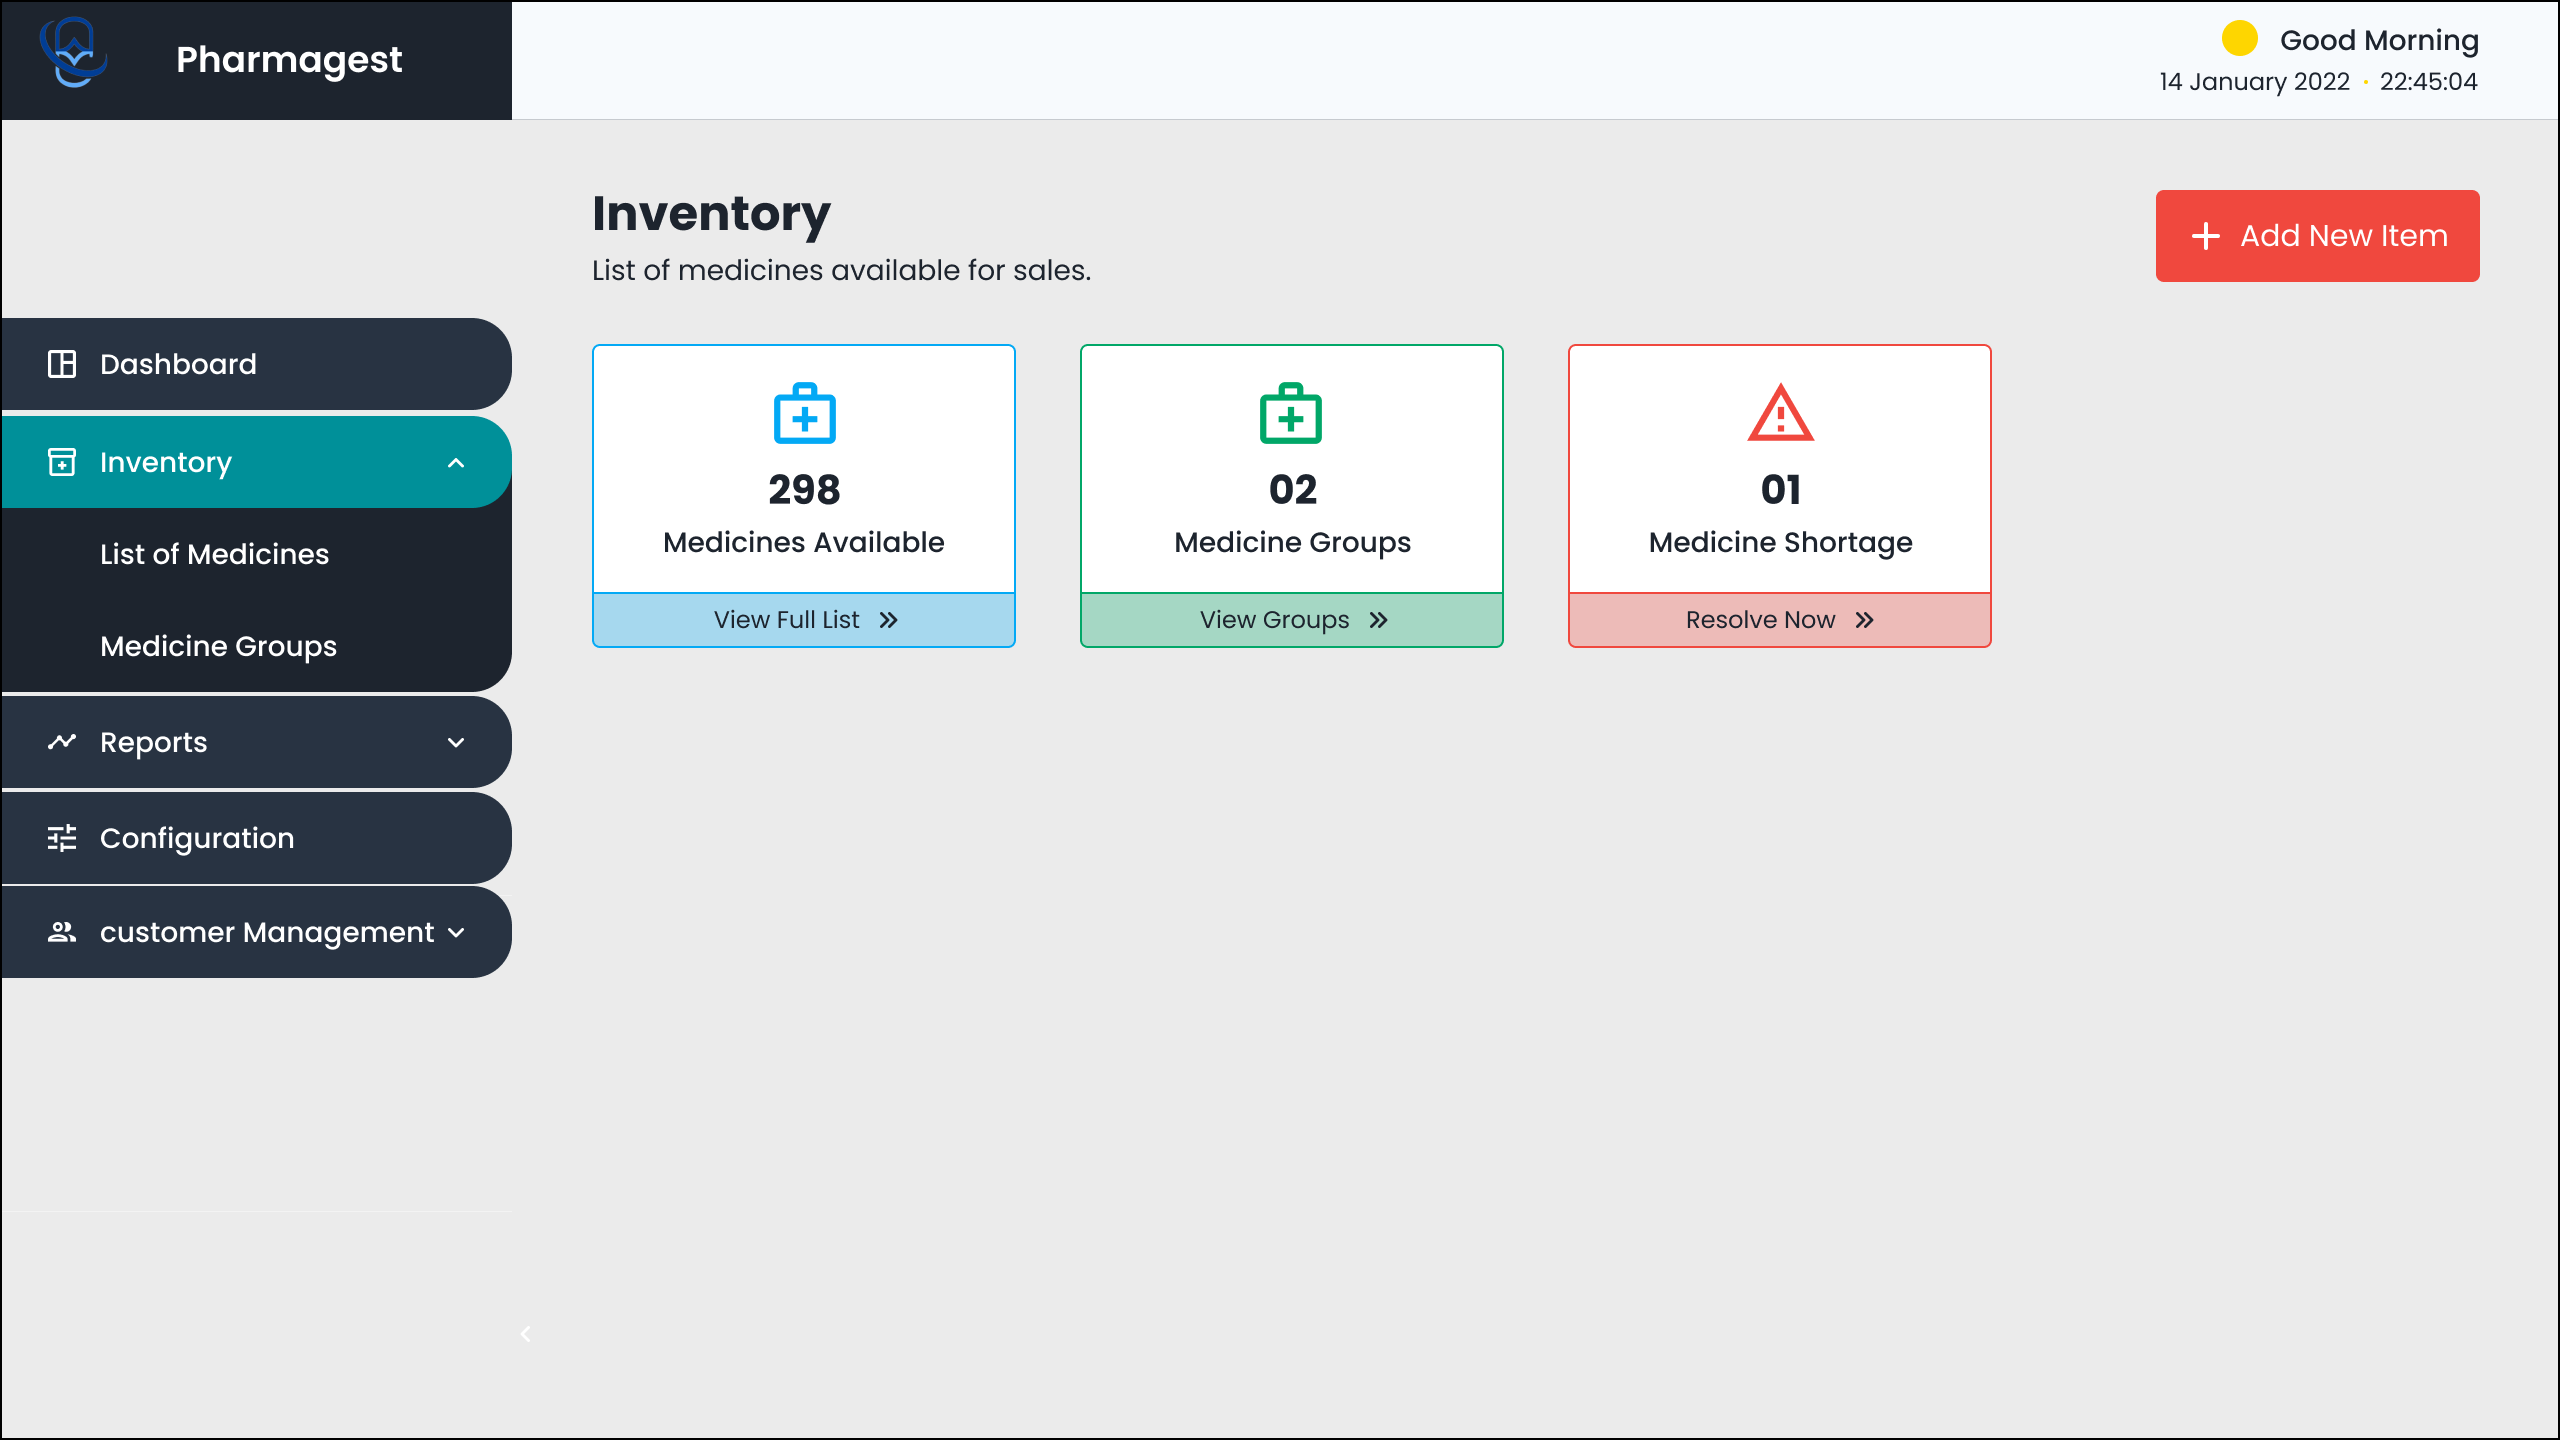 Pharmagest
Good Morning
14 January 2022 · 22:45:04
Inventory
List of medicines available for sales.
Add New Item
Dashboard
Inventory
List of Medicines
Medicine Groups
Reports
Configuration
customer Management
298
Medicines Available
View Full List
02
Medicine Groups
View Groups
01
Medicine Shortage
Resolve Now